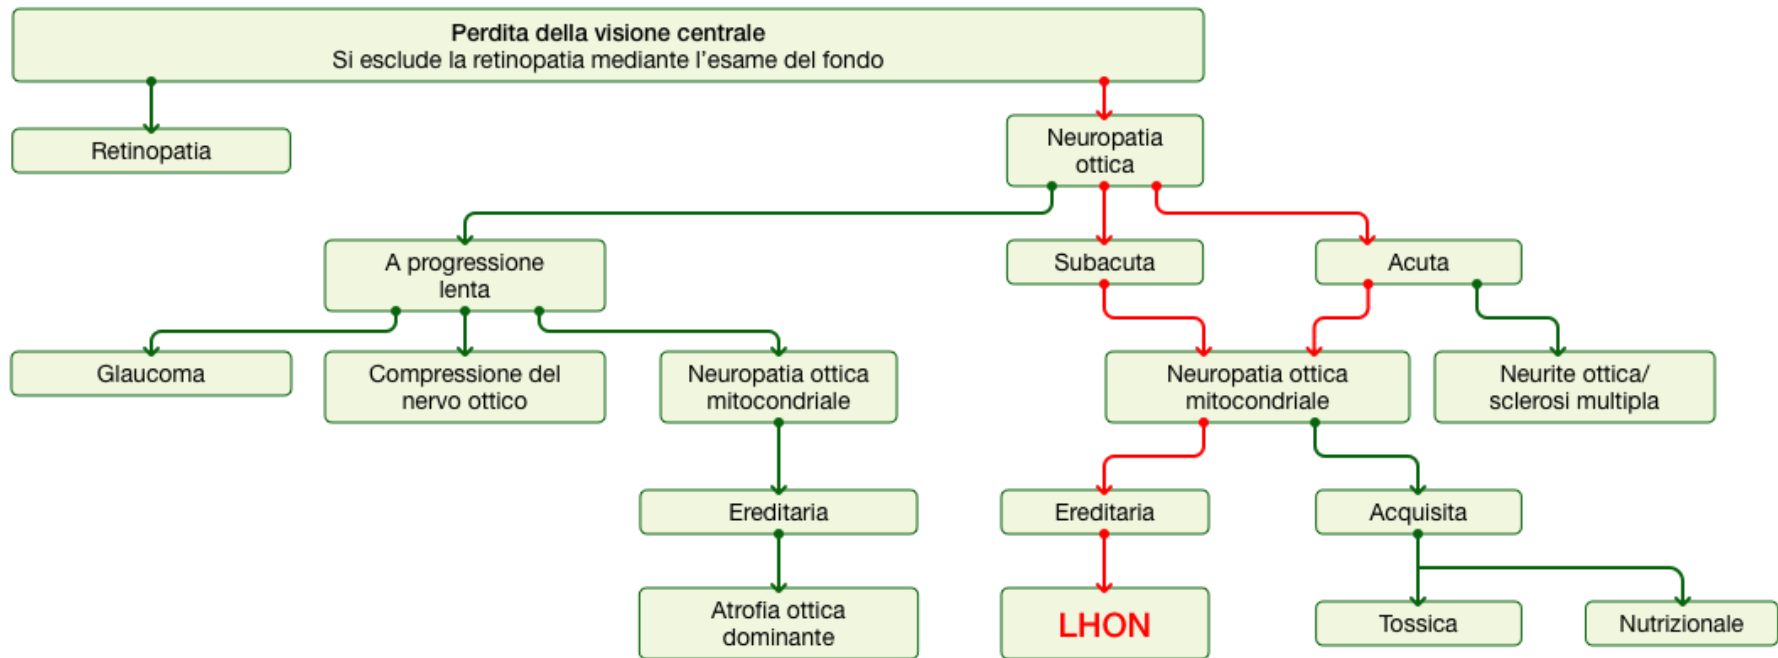 Perdita della visione centrale
Si esclude la retinopatia mediante l'esame del fondo
Retinopatia
Neuropatia
ottica
A progressione
lenta
Subacuta
Acuta
Glaucoma
Compressione del
nervo ottico
Neuropatia ottica
mitocondriale
Neuropatia ottica
mitocondriale
Neurite ottica/
sclerosi multipla
Ereditaria
Ereditaria
Acquisita
Atrofia ottica
dominante
LHON
Tossica
Nutrizionale